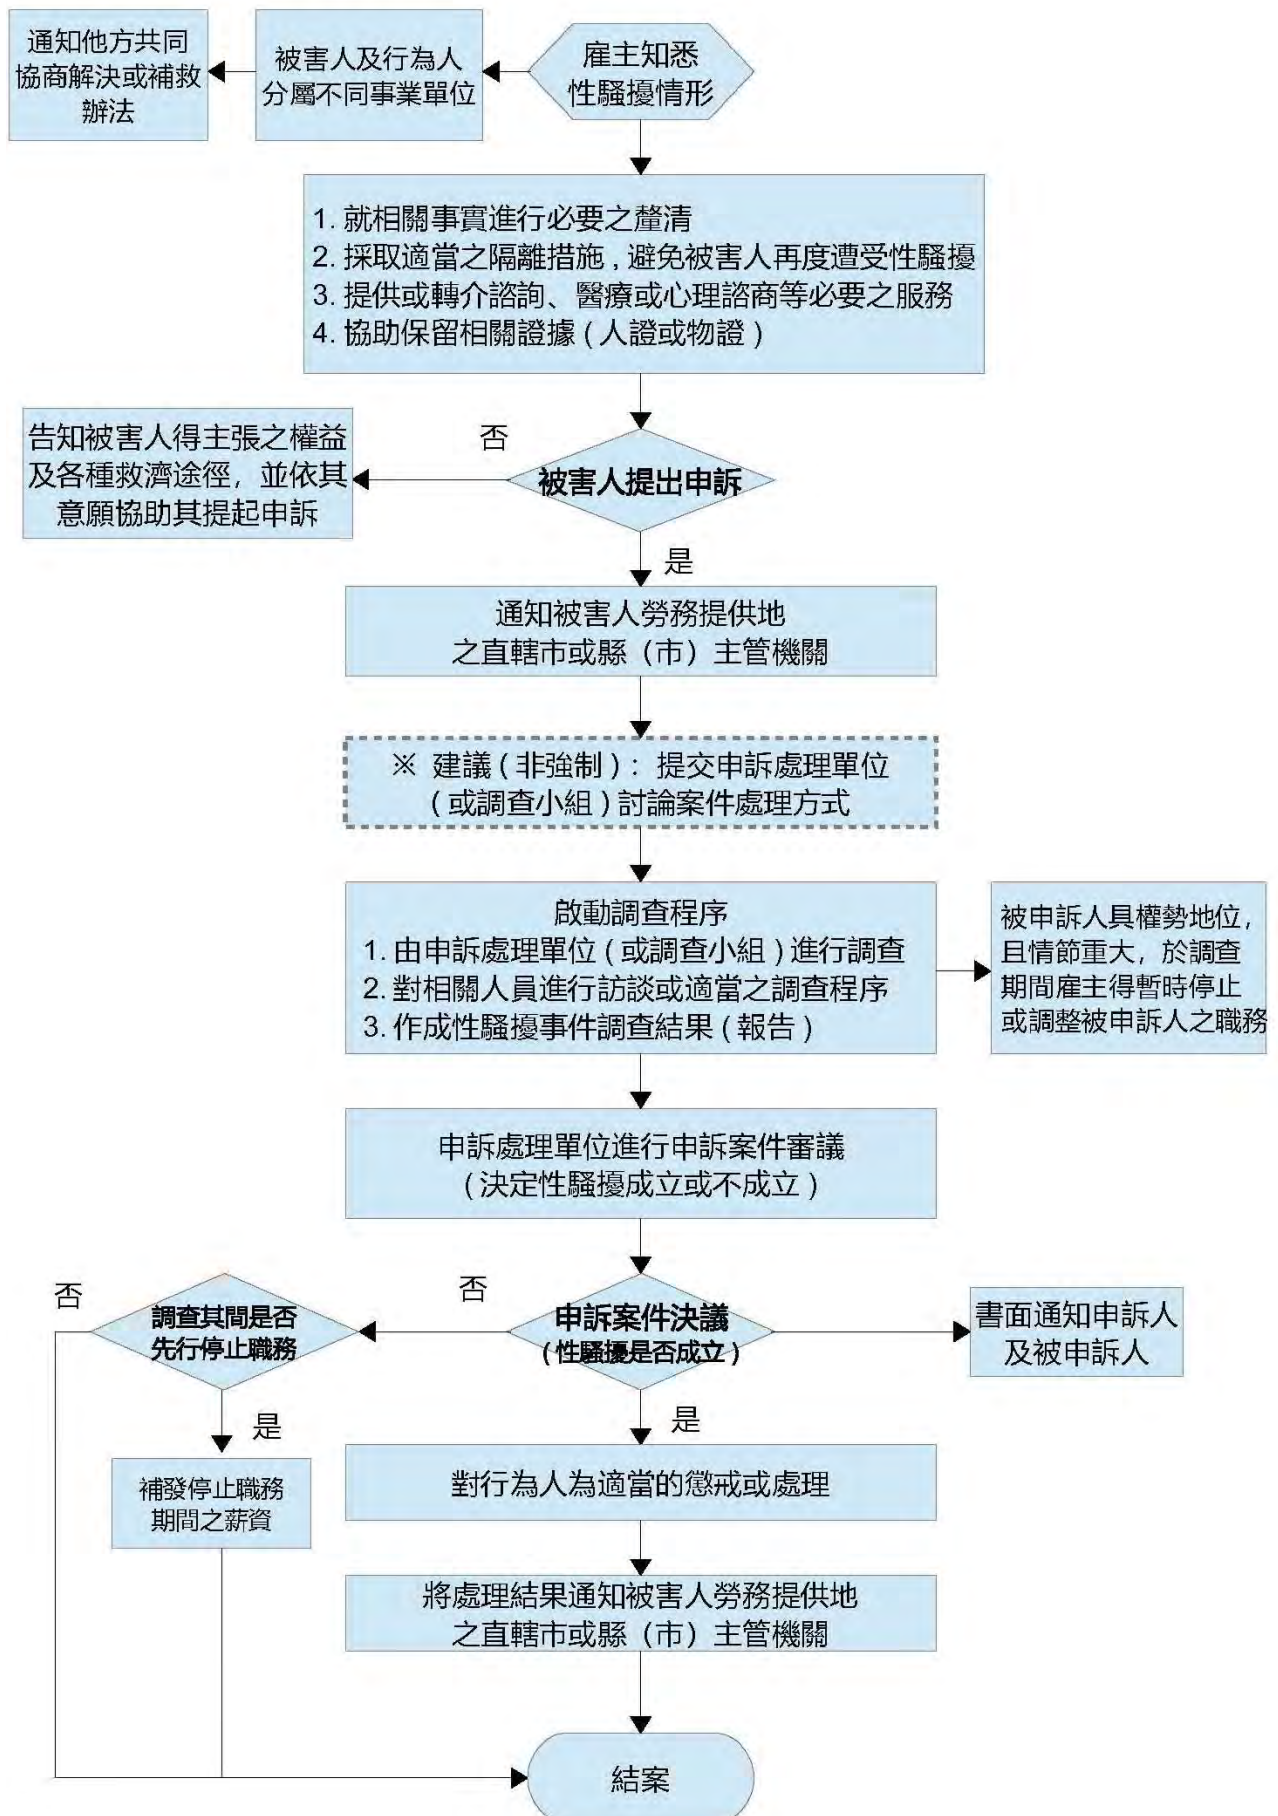 雇主知悉
性騷擾情形
被害人及行為人
分屬不同事業單位
通知他方共同
協商解決或補救
辦法
1. 就相關事實進行必要之釐清
2. 採取適當之隔離措施 , 避免被害人再度遭受性騷擾
3. 提供或轉介諮詢、醫療或心理諮商等必要之服務
4. 協助保留相關證據 ( 人證或物證 )
被害人提出申訴
否
告知被害人得主張之權益
及各種救濟途徑，並依其
意願協助其提起申訴
是
通知被害人勞務提供地
之直轄市或縣（市）主管機關
※ 建議 ( 非強制 ) ：提交申訴處理單位
( 或調查小組 ) 討論案件處理方式
啟動調查程序
1. 由申訴處理單位 ( 或調查小組 ) 進行調查
2. 對相關人員進行訪談或適當之調查程序
3. 作成性騷擾事件調查結果 ( 報告 )
被申訴人具權勢地位，
且情節重大，於調查
期間雇主得暫時停止
或調整被申訴人之職務
申訴處理單位進行申訴案件審議
( 決定性騷擾成立或不成立 )
申訴案件決議
( 性騷擾是否成立 )
書面通知申訴人
及被申訴人
否
調查其間是否
先行停止職務
否
是
補發停止職務
期間之薪資
是
對行為人為適當的懲戒或處理
將處理結果通知被害人勞務提供地
之直轄市或縣（市）主管機關
結案